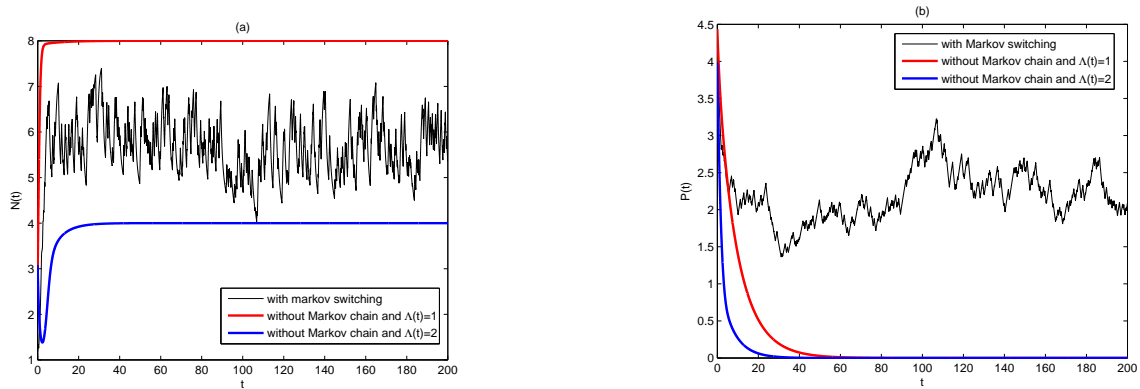 (a)
N(t)
8
7
6
5
4
3
2
1
0 20 40 60 80 100 120 140 160 180 200
t
with markov switching
without Markov chain and Λ(t)=1
without Markov chain and Λ(t)=2
(b)
P(t)
4.5
4
3.5
3
2.5
2
1.5
1
0.5
0
0 20 40 60 80 100 120 140 160 180 200
t
with Markov switching
without Markov chain and Λ(t)=1
without Markov chain and Λ(t)=2